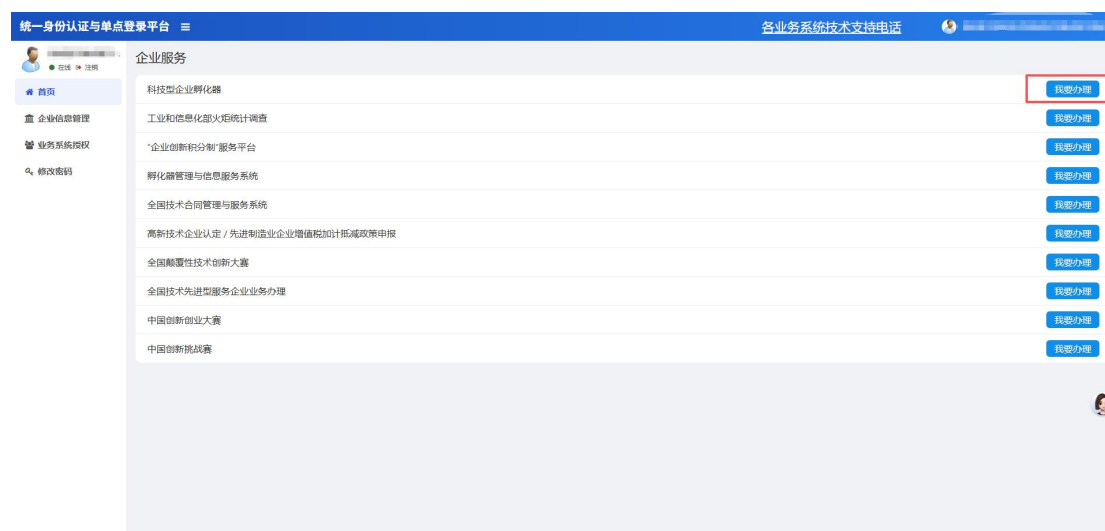 统一身份认证与单点登录平台
各业务系统技术支持电话
在线 注销
企业服务
首页
企业信息管理
业务系统授权
修改密码
科技型企业孵化器 我要办理
工业和信息化部火炬统计调查 我要办理
“企业创新积分制”服务平台 我要办理
孵化器管理与信息服务系统 我要办理
全国技术合同管理与服务系统 我要办理
高新技术企业认定 / 先进制造业企业增值税加计抵减政策申报 我要办理
全国颠覆性技术创新大赛 我要办理
全国技术先进型服务企业业务办理 我要办理
中国创新创业大赛 我要办理
中国创新挑战赛 我要办理